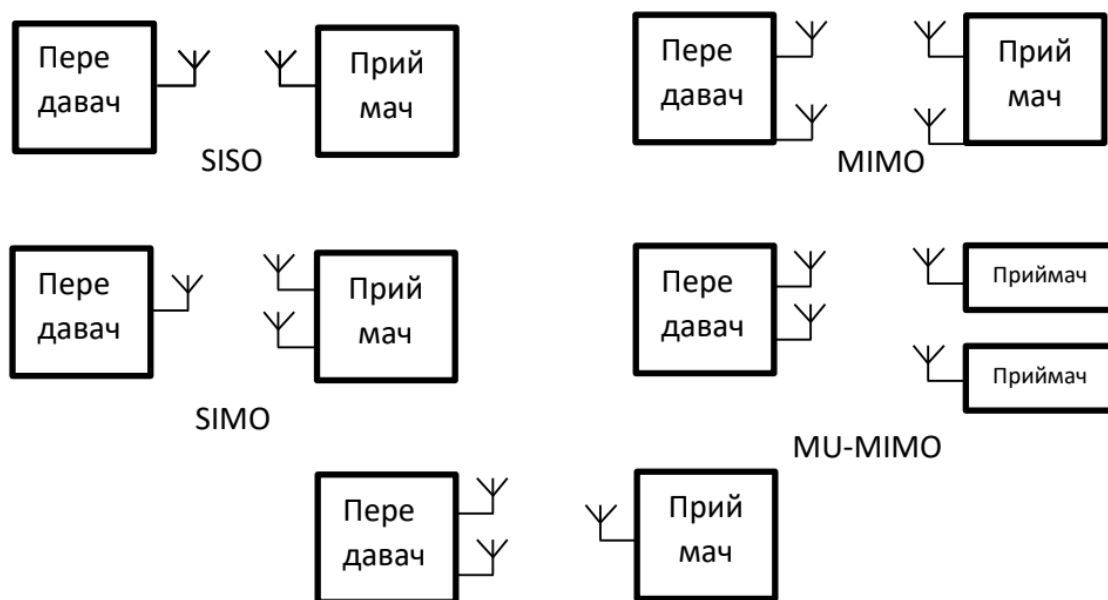 Пере
давач
Прий
мач
SISO
Пере
давач
Прий
мач
MIMO
Пере
давач
Прий
мач
SIMO
Пере
давач
Приймач
Приймач
MU-MIMO
Пере
давач
Прий
мач